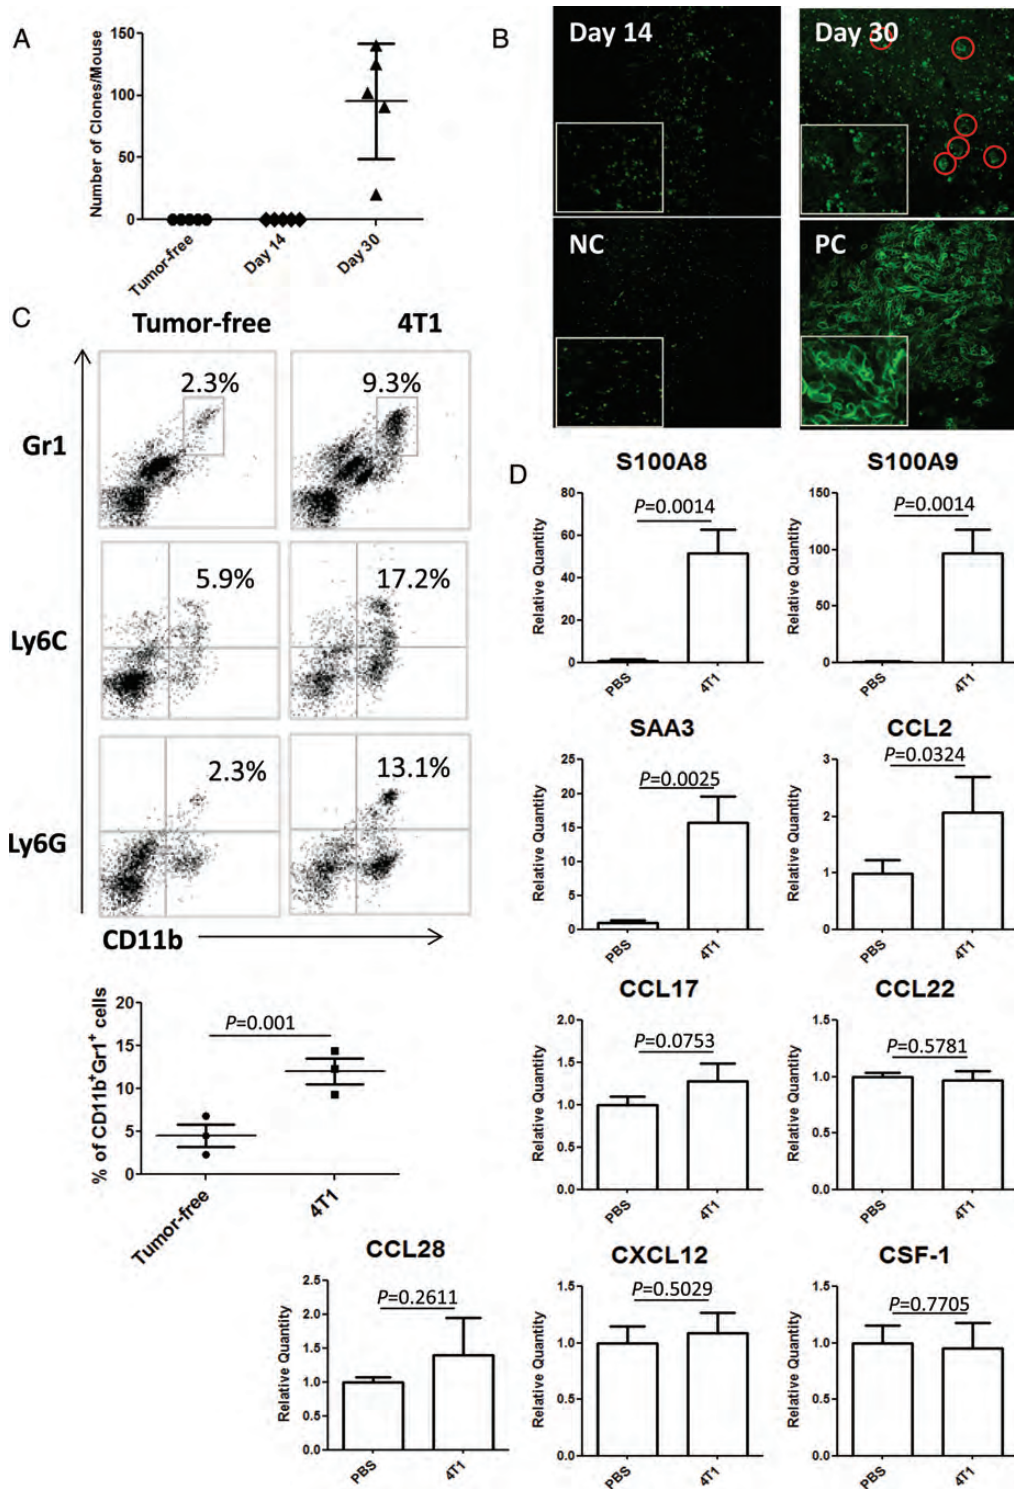 A
150
100
50
0
Number of Clones/Mouse
Tumor-free
Day 14
Day 30
B
Day 14
Day 30
NC
PC
C
Tumor-free
4T1
Gr1
2.3%
9.3%
Ly6C
5.9%
17.2%
Ly6G
2.3%
13.1%
CD11b
20
15
10
5
0
% of CD11b+Gr1+ cells
P=0.001
Tumor-free
4T1
D
S100A8
80
60
40
20
0
Relative Quantity
P=0.0014
PBS
4T1
S100A9
150
100
50
0
Relative Quantity
P=0.0014
PBS
4T1
SAA3
25
20
15
10
5
0
Relative Quantity
P=0.0025
PBS
4T1
CCL2
3
2
1
0
Relative Quantity
P=0.0324
PBS
4T1
CCL17
2.0
1.5
1.0
0.5
0.0
Relative Quantity
P=0.0753
PBS
4T1
CCL22
1.5
1.0
0.5
0.0
Relative Quantity
P=0.5781
PBS
4T1
CCL28
2.5
2.0
1.5
1.0
0.5
0.0
Relative Quantity
P=0.2611
PBS
4T1
CXCL12
1.5
1.0
0.5
0.0
Relative Quantity
P=0.5029
PBS
4T1
CSF-1
1.5
1.0
0.5
0.0
Relative Quantity
P=0.7705
PBS
4T1